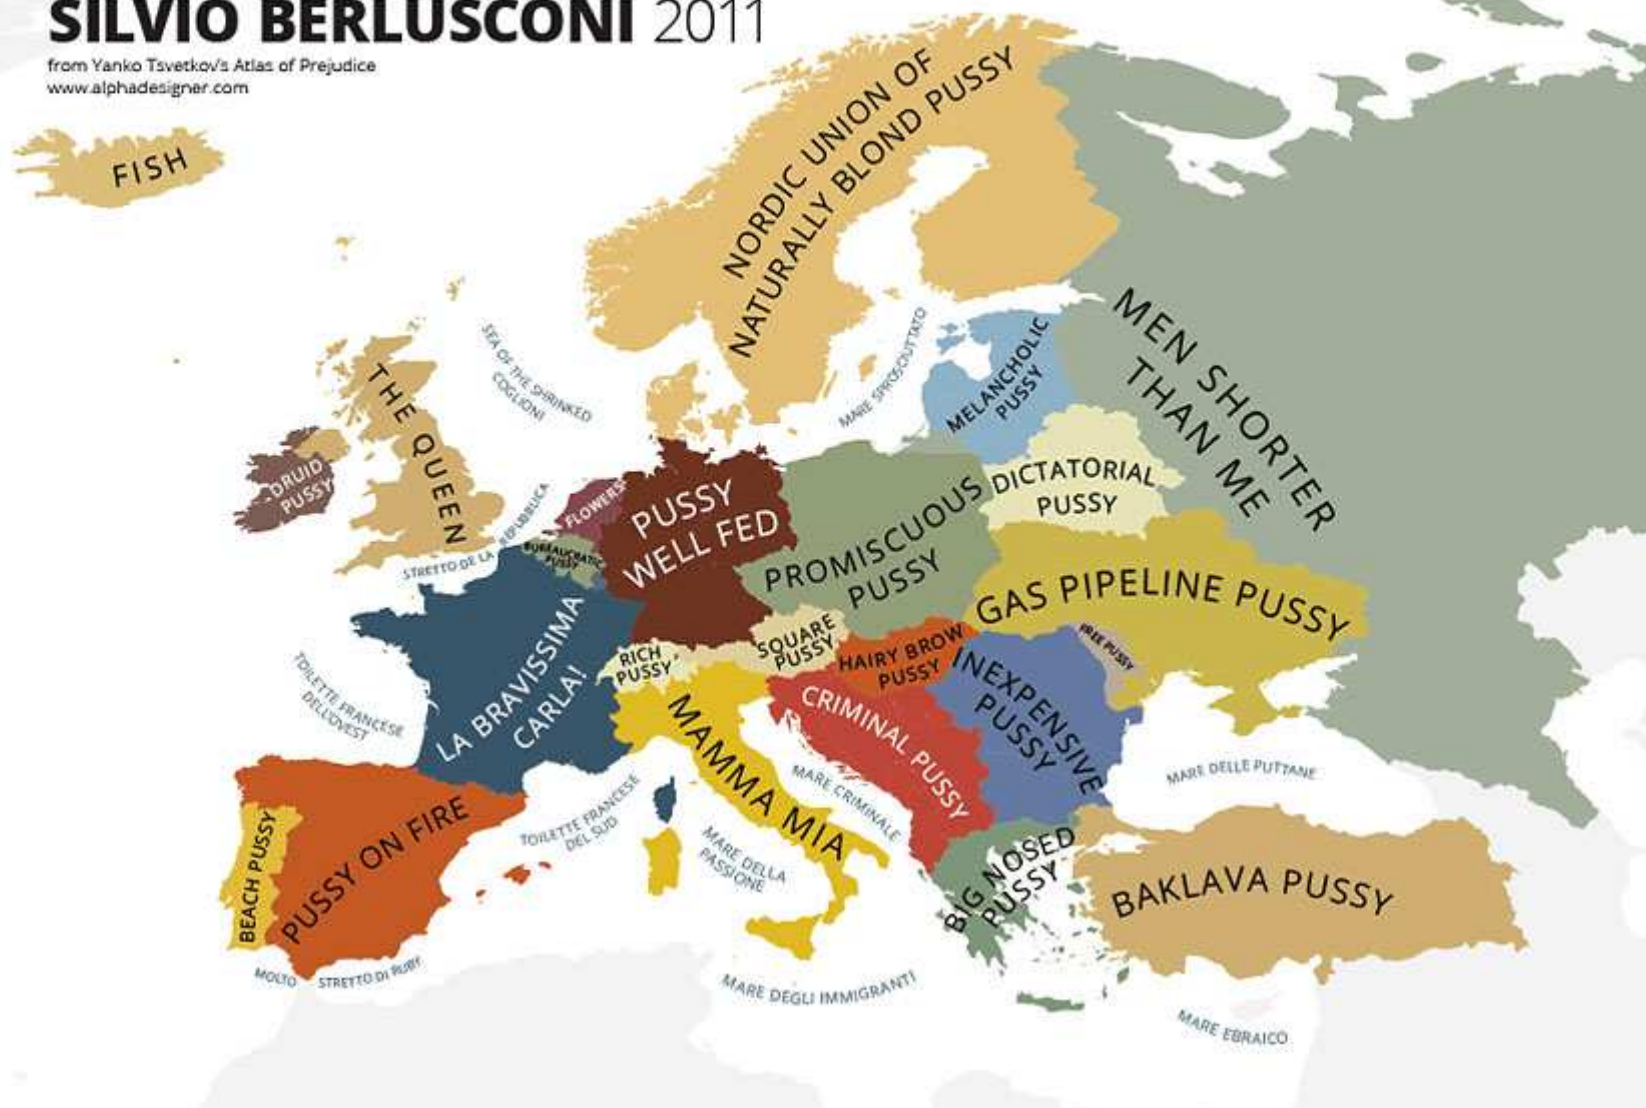 SILVIO BERLUSCONI 2011
from Yanko Tsvetkov's Atlas of Prejudice
www.alphadesigner.com
FISH
NORDIC UNION OF
NATURALLY BLOND PUSSY
MEN SHORTER
THAN ME
SEA OF THE SHRINKED
COGLIONI
MARE SPROSCIUTTATO
MELANCHOLIC
PUSSY
THE QUEEN
DRUID
PUSSY
FLOWERS
PUSSY
WELL FED
DICTATORIAL
PUSSY
PROMISCUOUS
PUSSY
STRETTO DE LA REPUBBLICA
BUREAUCRATIC
PUSSY
GAS PIPELINE PUSSY
LA BRAVISSIMA
CARLA!
RICH
PUSSY
SQUARE
PUSSY
HAIRY BROW
PUSSY
FREE PUSSY
INEXPENSIVE
PUSSY
TOILETTE FRANCESE
DELL'OVEST
CRIMINAL PUSSY
MAMMA MIA
MARE CRIMINALE
MARE DELLE PUTTANE
BEACH PUSSY
PUSSY ON FIRE
TOILETTE FRANCESE
DEL SUD
MARE DELLA
PASSIONE
BIG NOSED
PUSSY
BAKLAVA PUSSY
MOLTO STRETTO DI RUBY
MARE DEGLI IMMIGRANTI
MARE EBRAICO